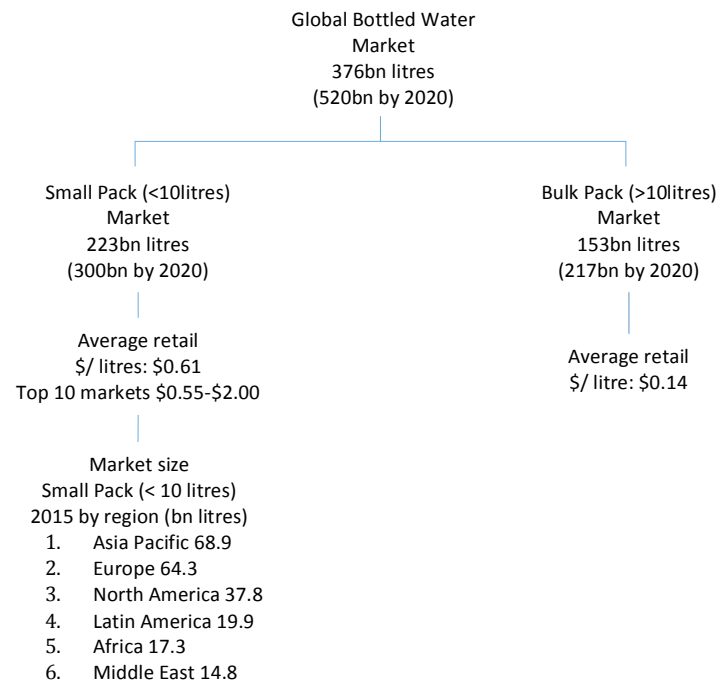 Global Bottled Water
Market
376bn litres
(520bn by 2020)
Small Pack (<10litres)
Market
223bn litres
(300bn by 2020)
Average retail
$/ litres: $0.61
Top 10 markets $0.55-$2.00
Market size
Small Pack (< 10 litres)
2015 by region (bn litres)
1. Asia Pacific 68.9
2. Europe 64.3
3. North America 37.8
4. Latin America 19.9
5. Africa 17.3
6. Middle East 14.8
Bulk Pack (>10litres)
Market
153bn litres
(217bn by 2020)
Average retail
$/ litre: $0.14